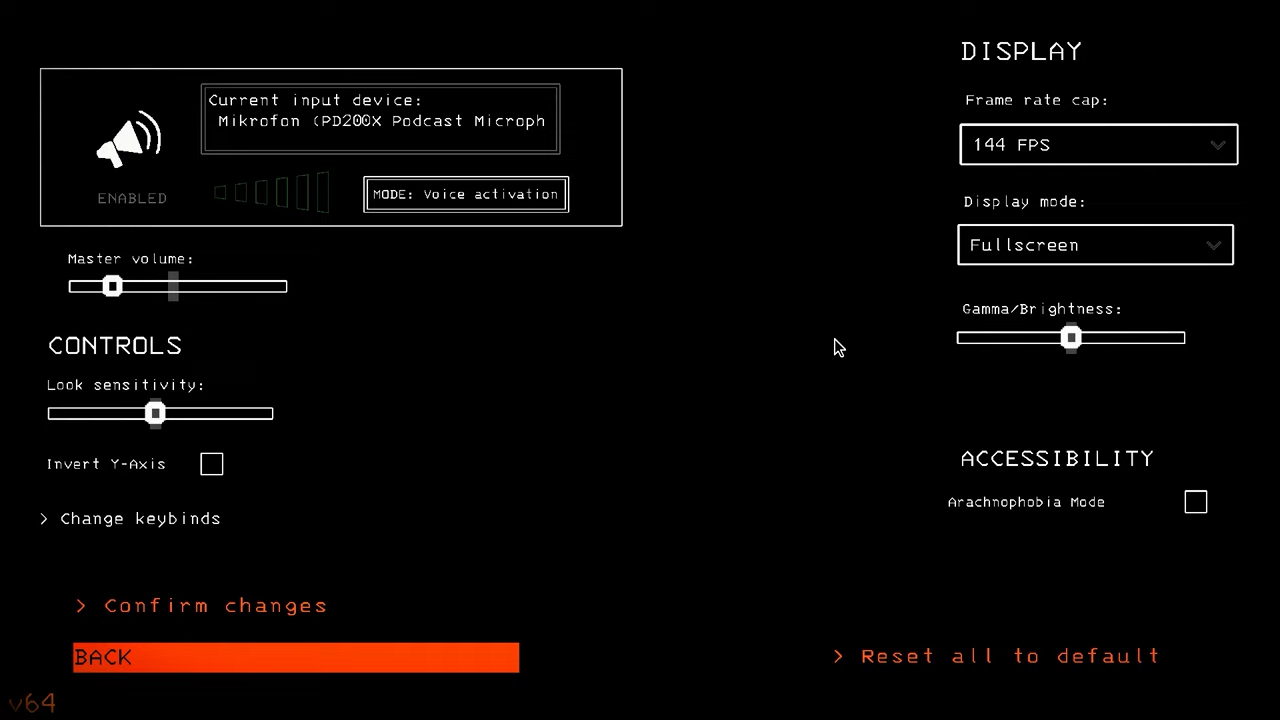 Current input device:
Mikrofon (PD200X Podcast Microph
ENABLED
MODE: Voice activation
Master volume:
CONTROLS
Look sensitivity:
Invert Y-Axis
> Change keybinds
> Confirm changes
BACK
v64
DISPLAY
Frame rate cap:
144 FPS
Display mode:
Fullscreen
Gamma/Brightness:
ACCESSIBILITY
Arachnophobia Mode
> Reset all to default